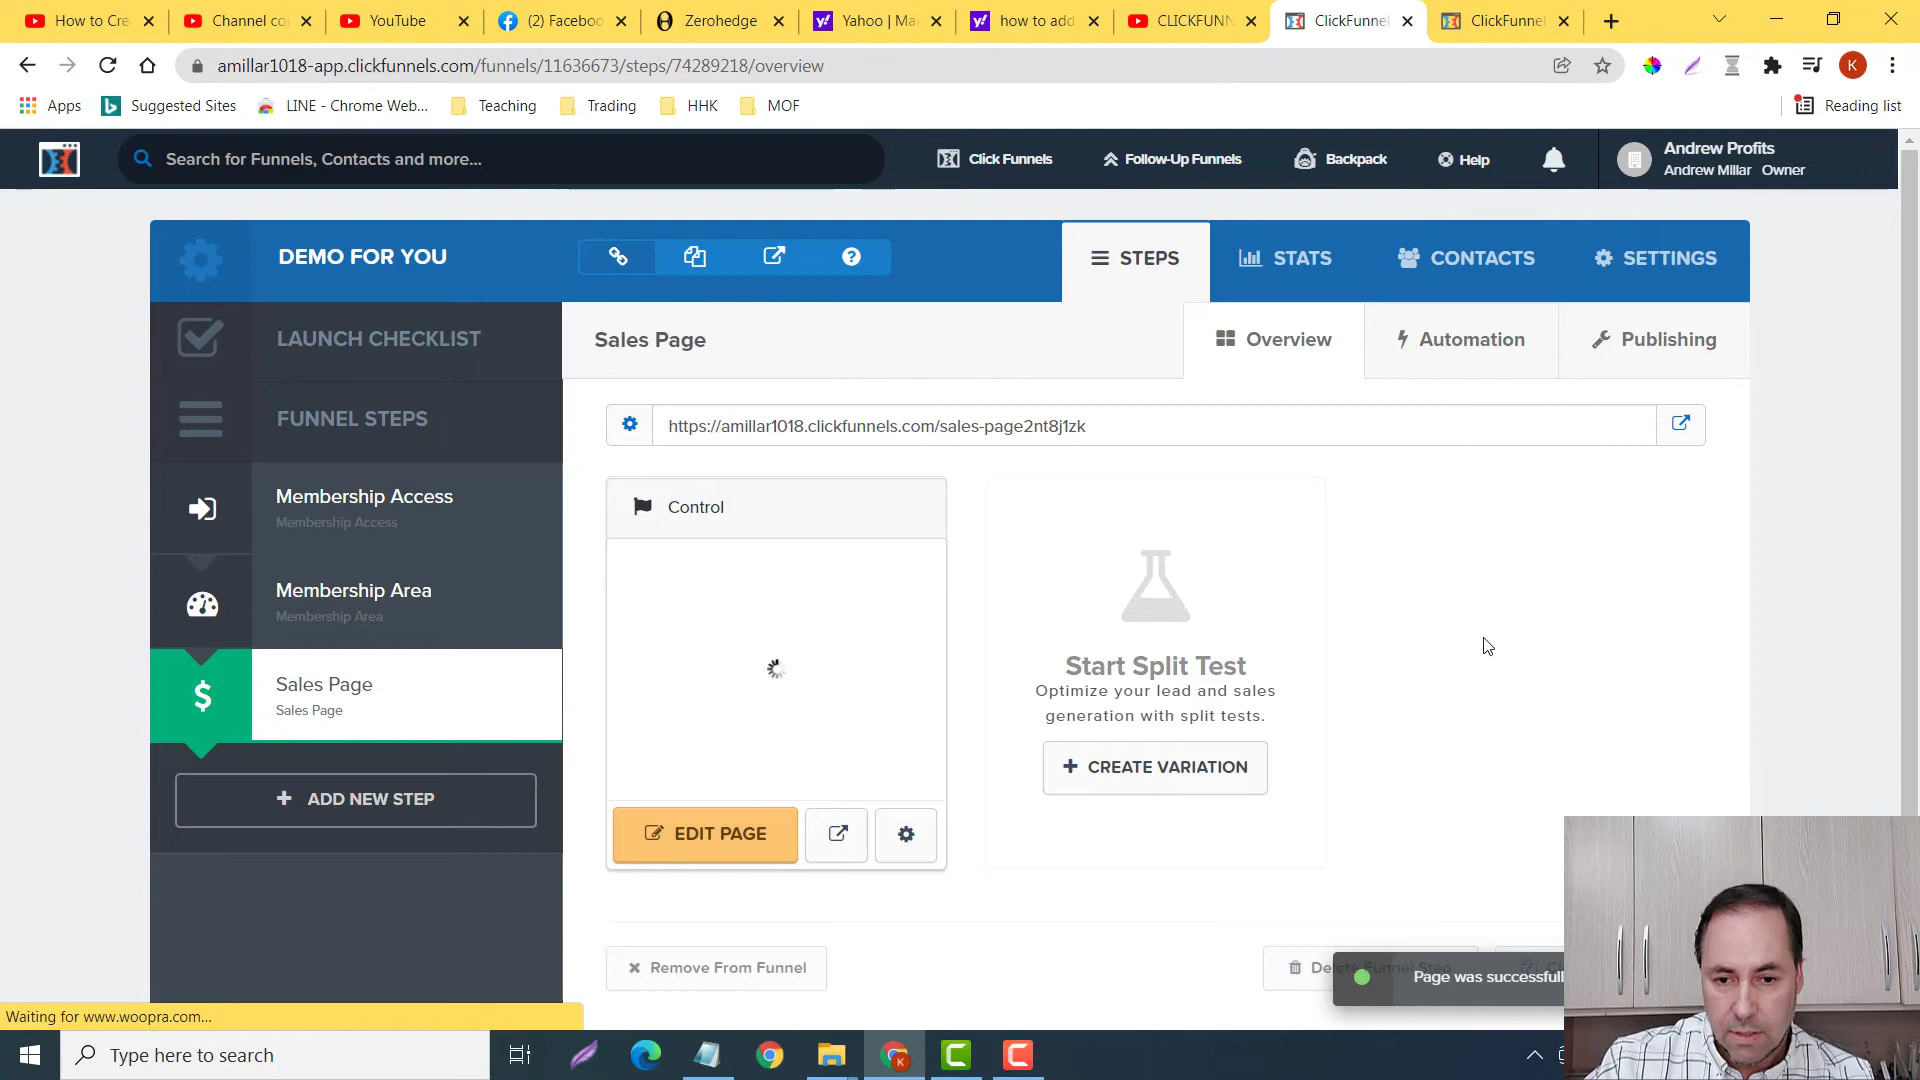 How to Cre
Channel co
YouTube
(2) Faceboo
Zerohedge
Yahoo | Mai
how to add
CLICKFUNN
ClickFunnel
ClickFunnel
amillar1018-app.clickfunnels.com/funnels/11636673/steps/74289218/overview
K
Apps
Suggested Sites
LINE - Chrome Web...
Teaching
Trading
HHK
MOF
Reading list
Search for Funnels, Contacts and more...
Click Funnels
Follow-Up Funnels
Backpack
Help
Andrew Profits
Andrew Millar Owner
DEMO FOR YOU
STEPS
STATS
CONTACTS
SETTINGS
LAUNCH CHECKLIST
Sales Page
Overview
Automation
Publishing
FUNNEL STEPS
https://amillar1018.clickfunnels.com/sales-page2nt8j1zk
Membership Access
Membership Access
Control
Membership Area
Membership Area
Start Split Test
Optimize your lead and sales
generation with split tests.
Sales Page
Sales Page
+ CREATE VARIATION
+ ADD NEW STEP
EDIT PAGE
Remove From Funnel
Delete Funnel Step
Page was successfull
Waiting for www.woopra.com...
Type here to search